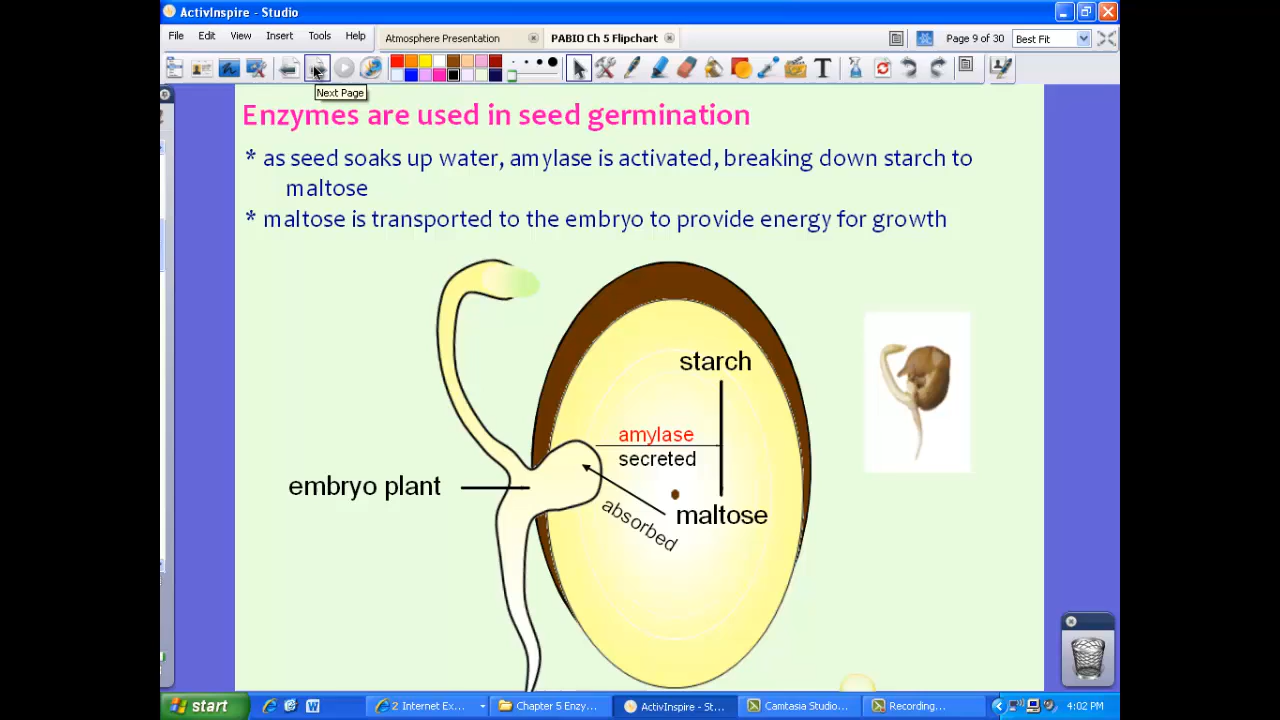 ActivInspire - Studio
File Edit View Insert Tools Help
Atmosphere Presentation PABIO Ch 5 Flipchart
Page 9 of 30 Best Fit
Next Page
Enzymes are used in seed germination
* as seed soaks up water, amylase is activated, breaking down starch to
maltose
* maltose is transported to the embryo to provide energy for growth
starch
amylase
secreted
embryo plant
absorbed
maltose
start 2 Internet Ex... Chapter 5 Enzy... ActivInspire - St... Camtasia Studio... Recording... 4:02 PM